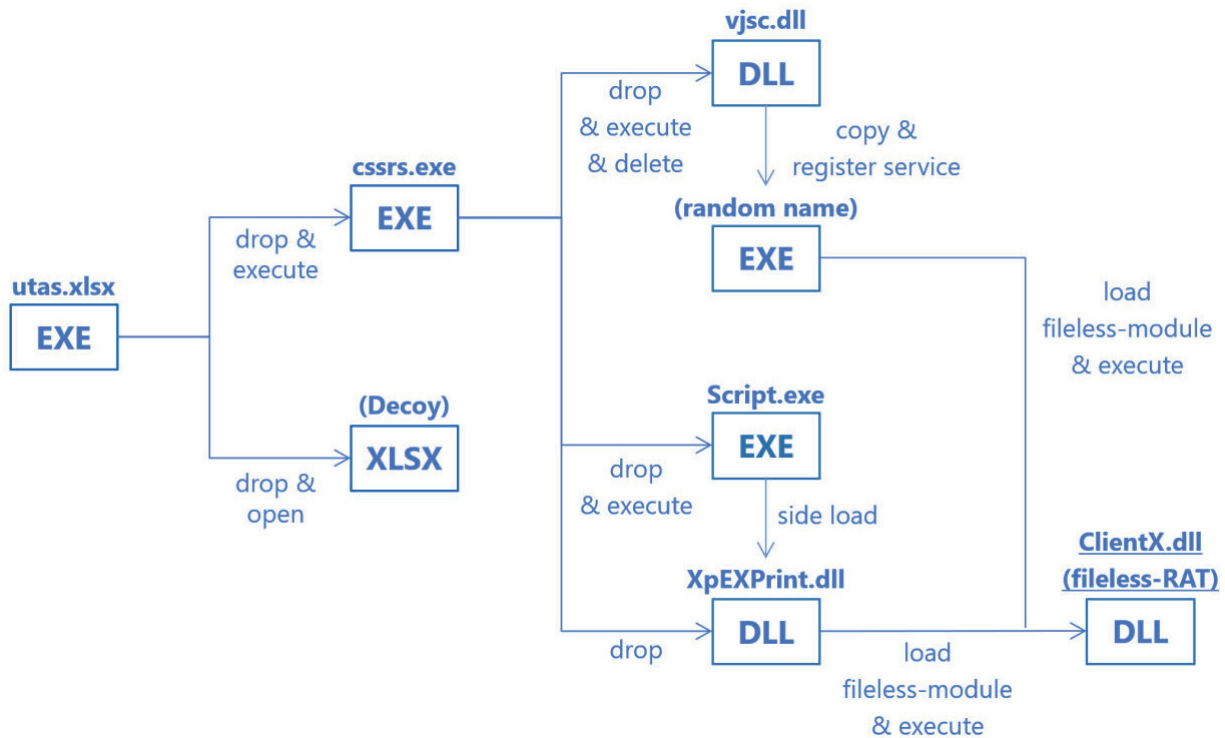 vjsc.dll
DLL
drop
& execute
& delete
copy &
register service
cssrs.exe
EXE
(random name)
EXE
drop &
execute
utas.xlsx
EXE
load
fileless-module
& execute
(Decoy)
XLSX
drop &
open
Script.exe
EXE
drop
& execute
side load
XpEXPrint.dll
DLL
drop
load
fileless-module
& execute
ClientX.dll
(fileless-RAT)
DLL